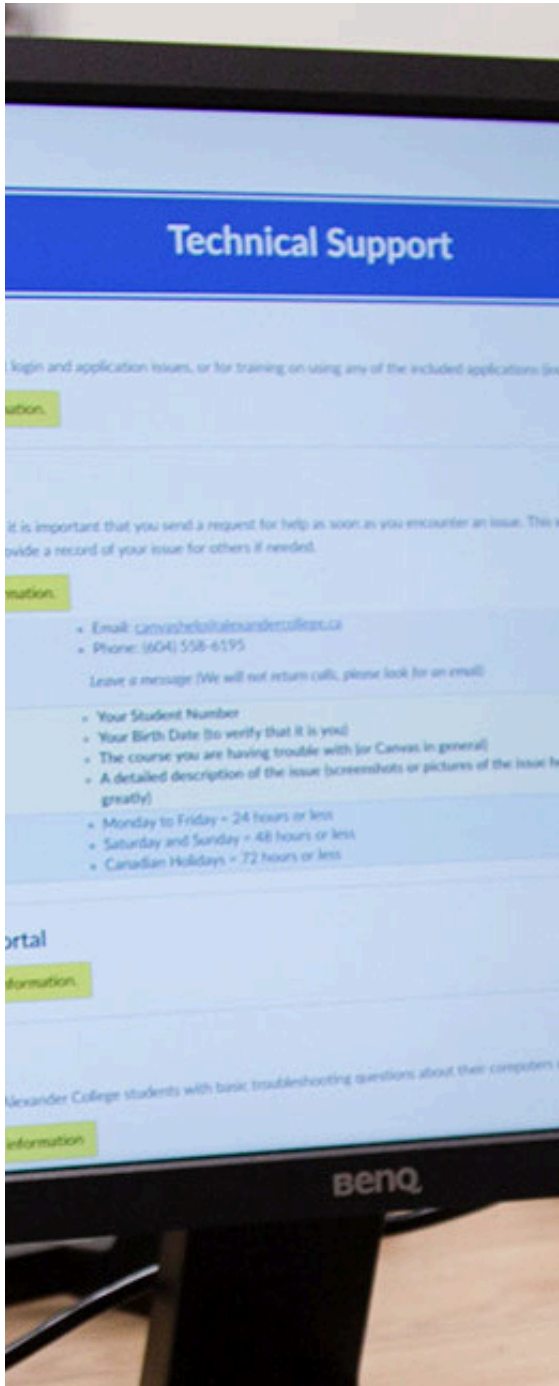 Technical Support
login and application issues, or for training on using any of the included applications
mation.
it is important that you send a request for help as soon as you encounter an issue. This
ovide a record of your issue for others if needed.
rmation.
• Email: canvashelp@alexandercollege.ca
• Phone: (604) 558-6195
Leave a message (We will not return calls, please look for an email)
• Your Student Number
• Your Birth Date (to verify that it is you)
• The course you are having trouble with (or Canvas in general)
• A detailed description of the issue (screenshots or pictures of the issue he
greatly)
• Monday to Friday = 24 hours or less
• Saturday and Sunday = 48 hours or less
• Canadian Holidays = 72 hours or less
ortal
nformation.
Alexander College students with basic troubleshooting questions about their computers
information
BenQ